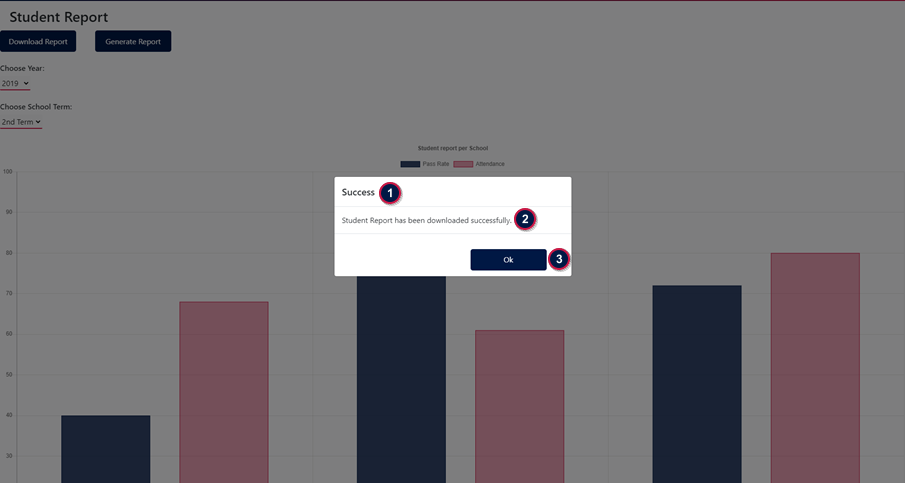 Student Report
Download Report Generate Report
Choose Year:
2019
Choose School Term:
2nd Term
Student report per School
Pass Rate Attendance
100
90
80
70
60
50
40
30
Success 1
Student Report has been downloaded successfully. 2
Ok 3